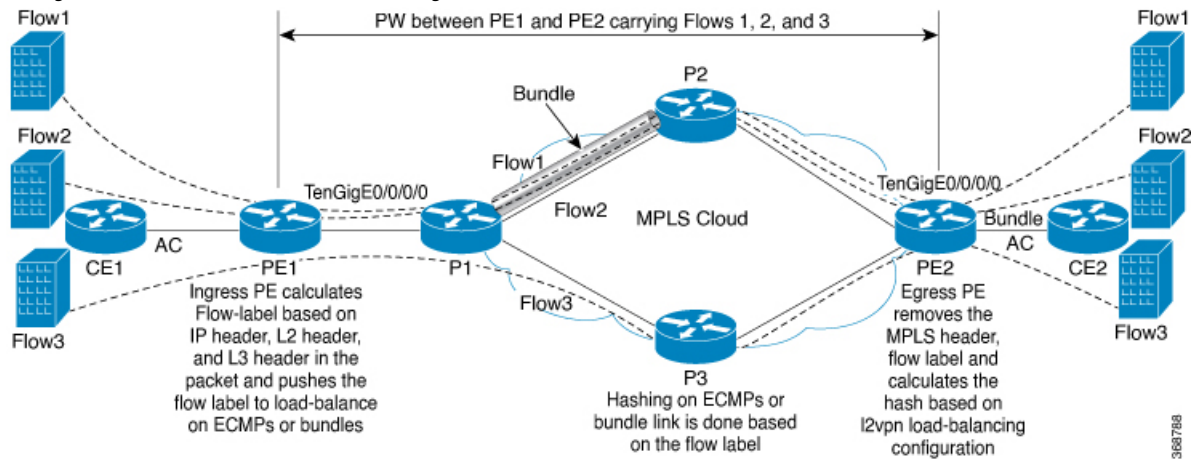 PW between PE1 and PE2 carrying Flows 1, 2, and 3
Flow1
Flow1
P2
Bundle
Flow2
Flow1
Flow2
TenGigE0/0/0/0
TenGigE0/0/0/0
Flow2
MPLS Cloud
Bundle
AC
AC
CE1
PE1
P1
PE2
CE2
Flow3
Flow3
Flow3
Ingress PE calculates
Flow-label based on
IP header, L2 header,
and L3 header in the
packet and pushes the
flow label to load-balance
on ECMPs or bundles
P3
Hashing on ECMPs or
bundle link is done based
on the flow label
Egress PE
removes the
MPLS header,
flow label and
calculates the
hash based on
l2vpn load-balancing
configuration
368788